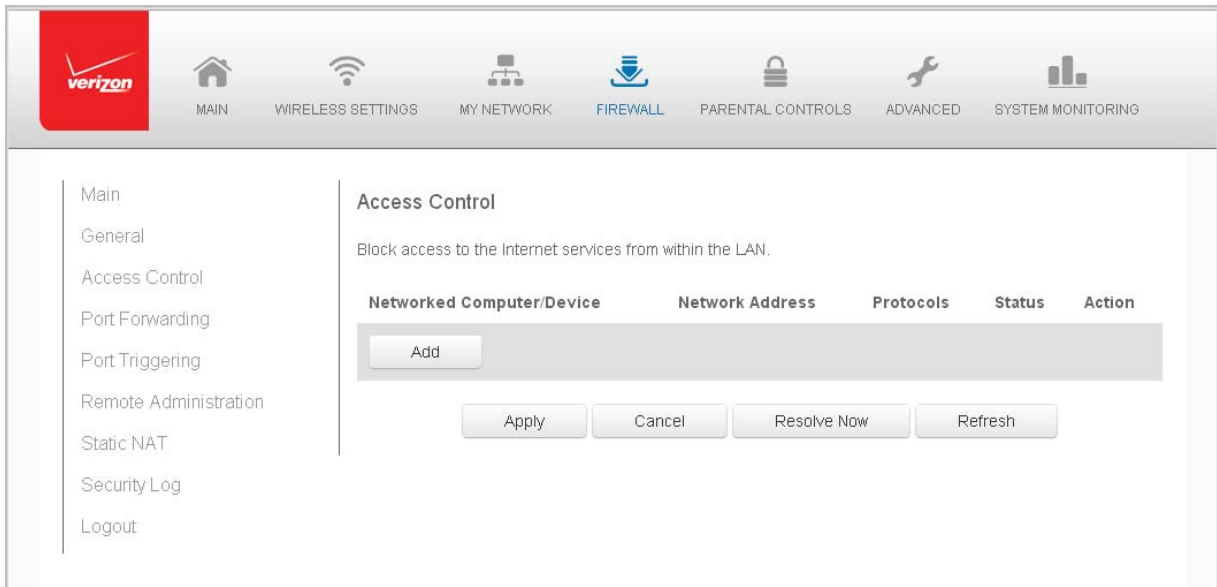 verizon
MAIN WIRELESS SETTINGS MY NETWORK FIREWALL PARENTAL CONTROLS ADVANCED SYSTEM MONITORING
Main
General
Access Control
Port Forwarding
Port Triggering
Remote Administration
Static NAT
Security Log
Logout
Access Control
Block access to the Internet services from within the LAN.
Networked Computer/Device Network Address Protocols Status Action
Add
Apply Cancel Resolve Now Refresh